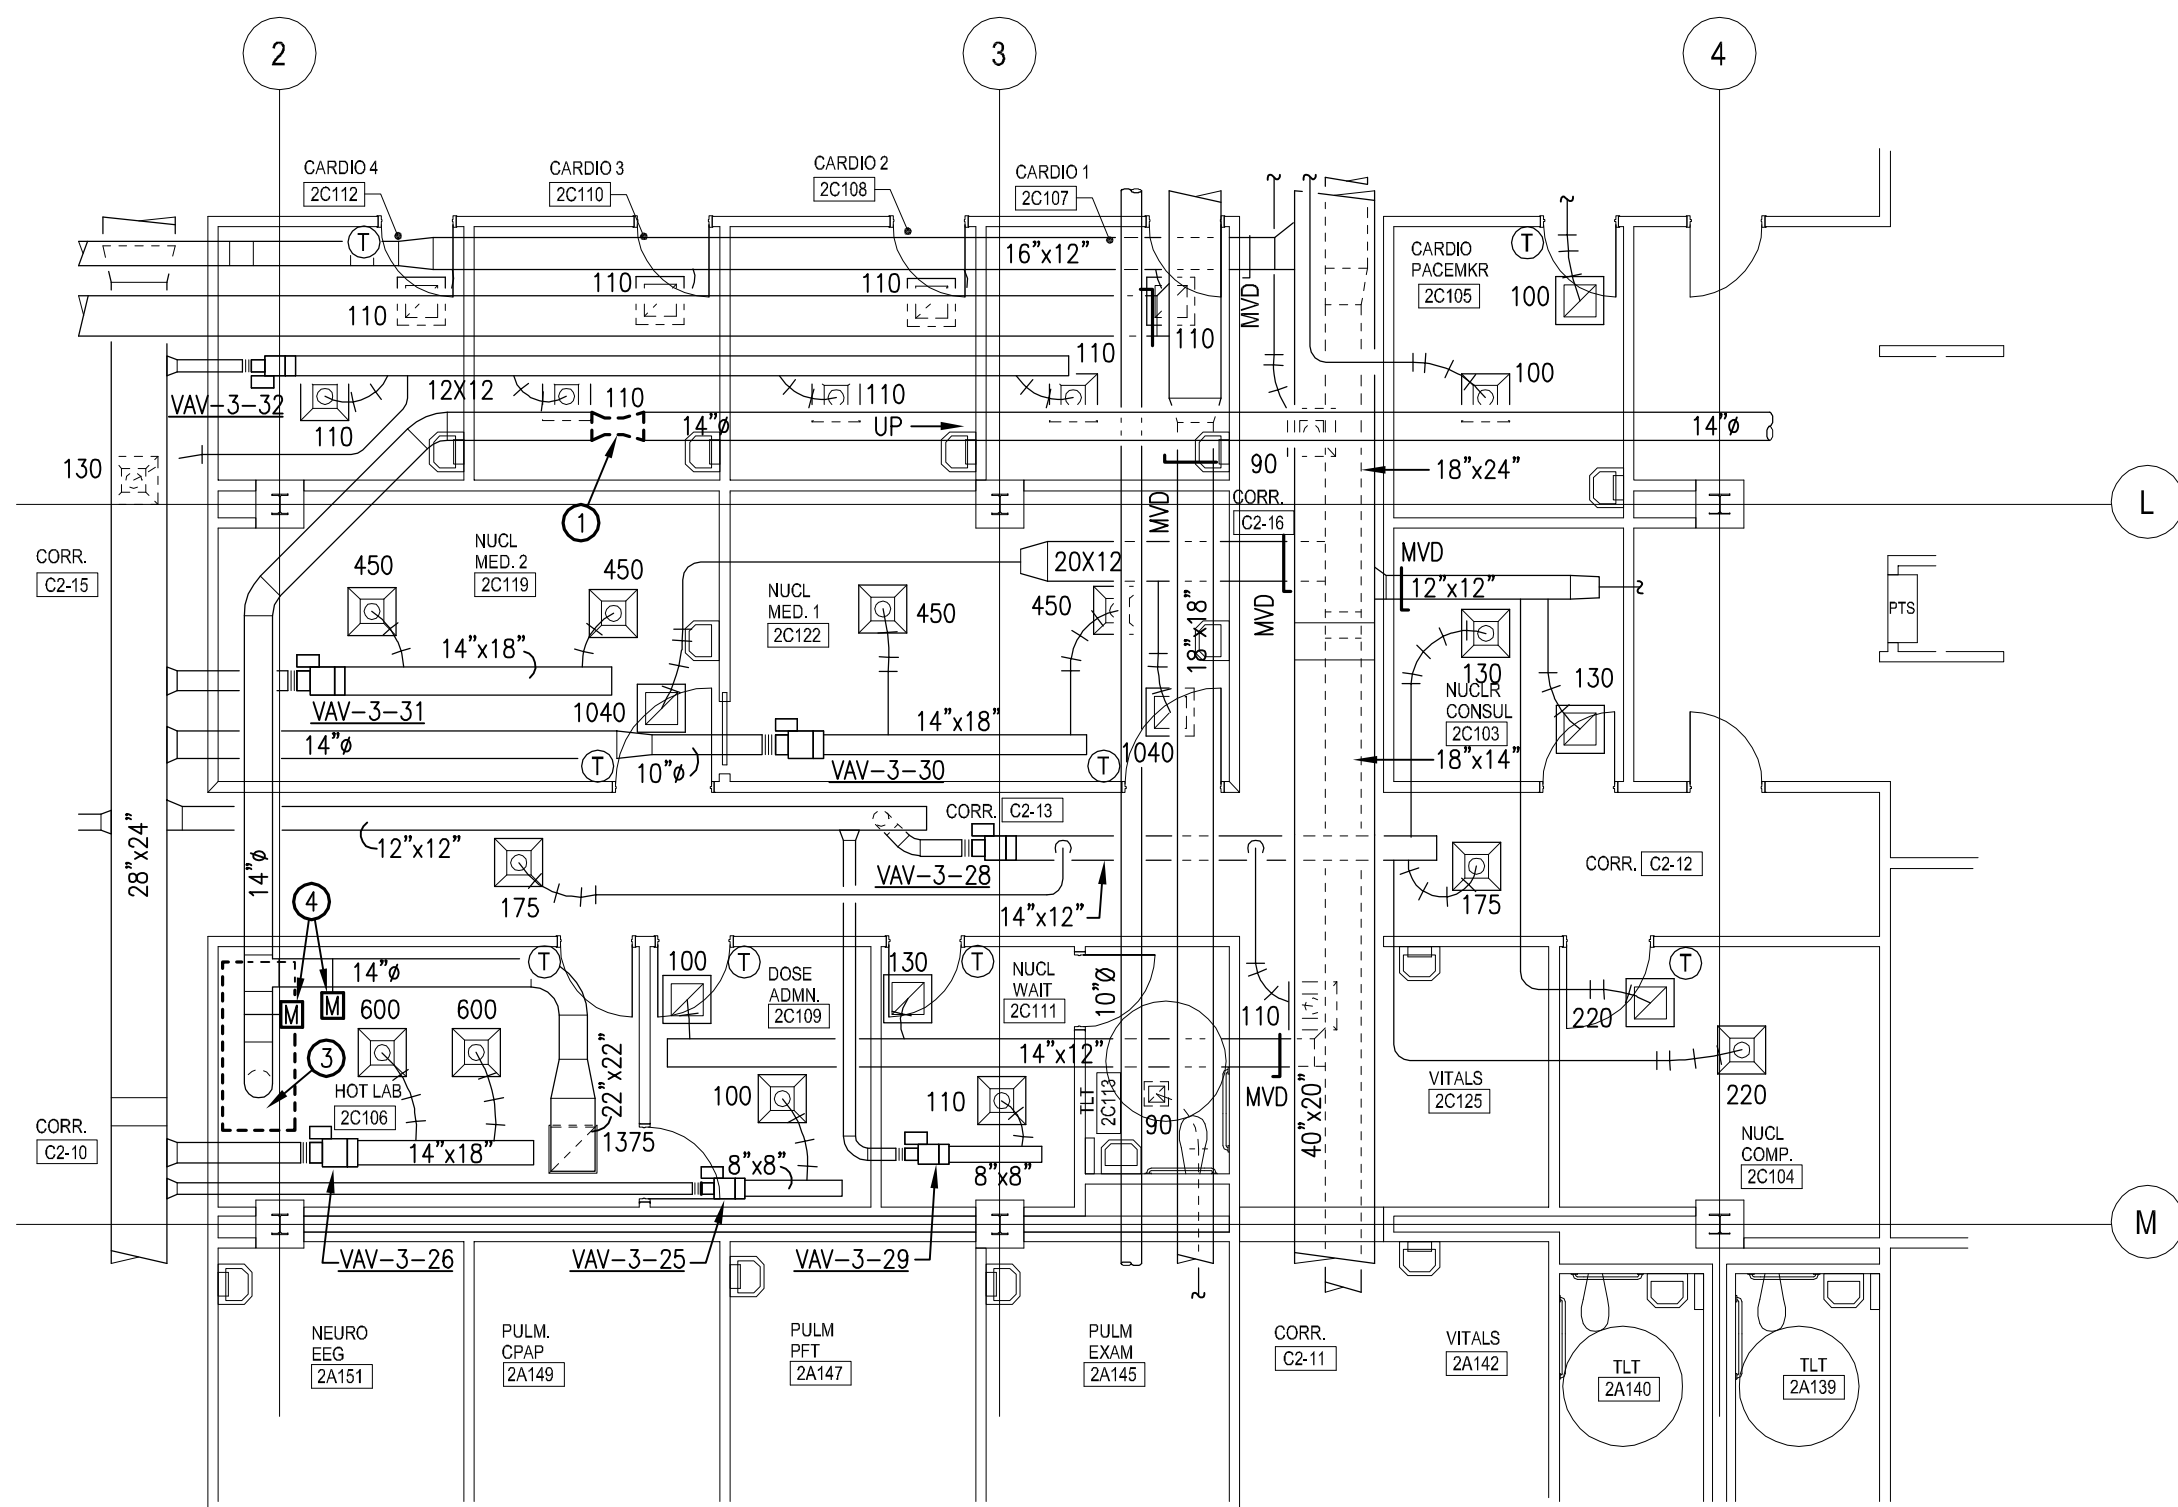 2
3
4
CARDIO 4
2C112
CARDIO 3
2C110
CARDIO 2
2C108
CARDIO 1
2C107
T
16"x12"
MVD
CARDIO
PACEMKR
2C105
T
100
110
110
110
110
110
100
VAV-3-32
110
12X12
110
14"ø
110
UP
14"ø
130
90
18"x24"
1
MVD
CORR.
C2-16
L
CORR.
C2-15
NUCL
MED. 2
2C119
450
450
NUCL
MED. 1
2C122
450
450
20X12
MVD
18"x18"
MVD
12"x12"
PTS
14"x18"
VAV-3-31
1040
14"x18"
1040
130
130
NUCLR
CONSUL
2C103
18"x14"
14"ø
T
10"ø
VAV-3-30
T
28"x24"
12"x12"
14"ø
CORR.
C2-13
VAV-3-28
14"x12"
175
CORR.
C2-12
175
4
14"ø
T
M
M
600
600
3
HOT LAB
2C106
22"x22"
1375
14"x18"
100
T
DOSE
ADMN.
2C109
130
T
NUCL
WAIT
2C111
10"Ø
14"x12"
110
MVD
40"x20"
TLT
2C113
90
100
8"x8"
110
8"x8"
T
220
220
VITALS
2C125
NUCL
COMP.
2C104
CORR.
C2-10
VAV-3-26
VAV-3-25
VAV-3-29
M
NEURO
EEG
2A151
PULM.
CPAP
2A149
PULM
PFT
2A147
PULM
EXAM
2A145
CORR.
C2-11
VITALS
2A142
TLT
2A140
TLT
2A139